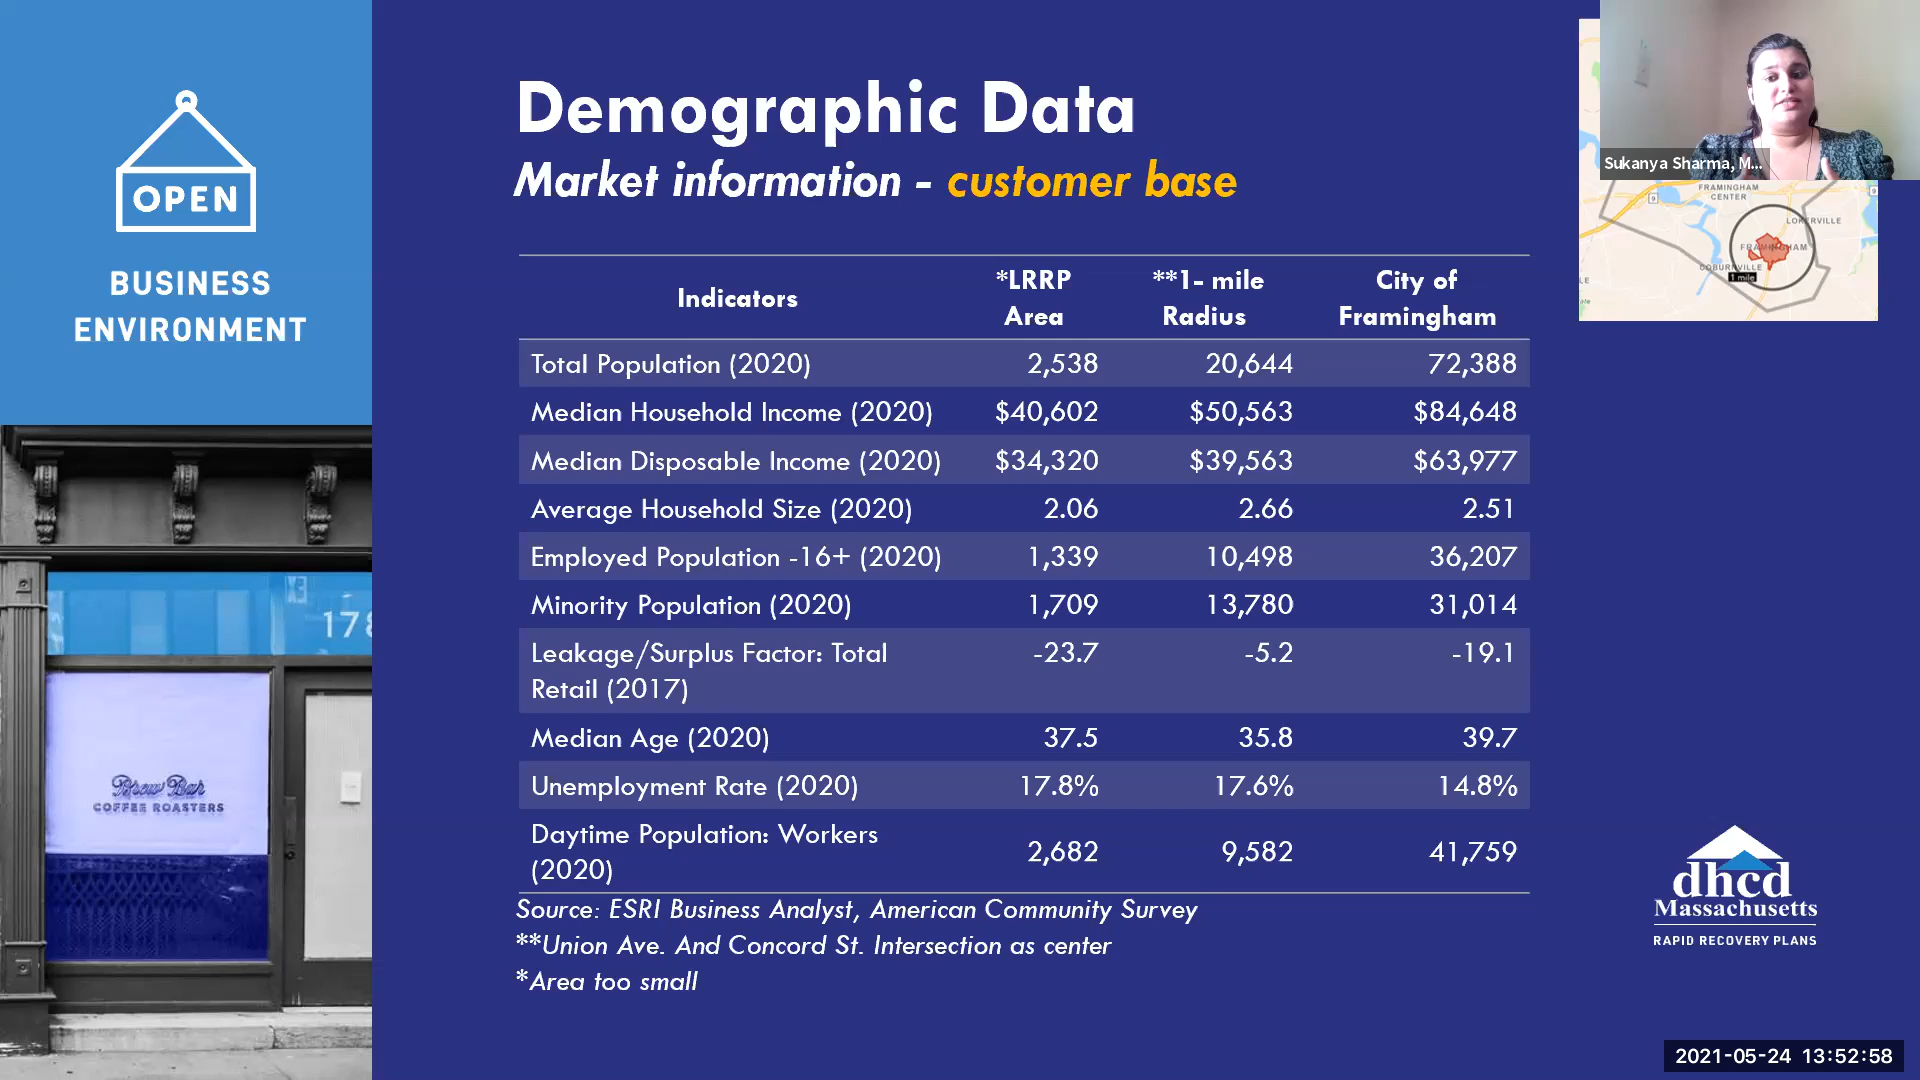 OPEN
BUSINESS
ENVIRONMENT
178
Brew Bar
COFFEE ROASTERS
Demographic Data
Market information - customer base
Indicators *LRRP Area **1- mile Radius City of Framingham
Total Population (2020) 2,538 20,644 72,388
Median Household Income (2020) $40,602 $50,563 $84,648
Median Disposable Income (2020) $34,320 $39,563 $63,977
Average Household Size (2020) 2.06 2.66 2.51
Employed Population -16+ (2020) 1,339 10,498 36,207
Minority Population (2020) 1,709 13,780 31,014
Leakage/Surplus Factor: Total Retail (2017) -23.7 -5.2 -19.1
Median Age (2020) 37.5 35.8 39.7
Unemployment Rate (2020) 17.8% 17.6% 14.8%
Daytime Population: Workers (2020) 2,682 9,582 41,759
Source: ESRI Business Analyst, American Community Survey
**Union Ave. And Concord St. Intersection as center
*Area too small
Sukanya Sharma, M...
FRAMINGHAM
CENTER
9
9
LOKERVILLE
FRAMINGHAM
COBURNVILLE
1 mile
dhcd
Massachusetts
RAPID RECOVERY PLANS
2021-05-24 13:52:58